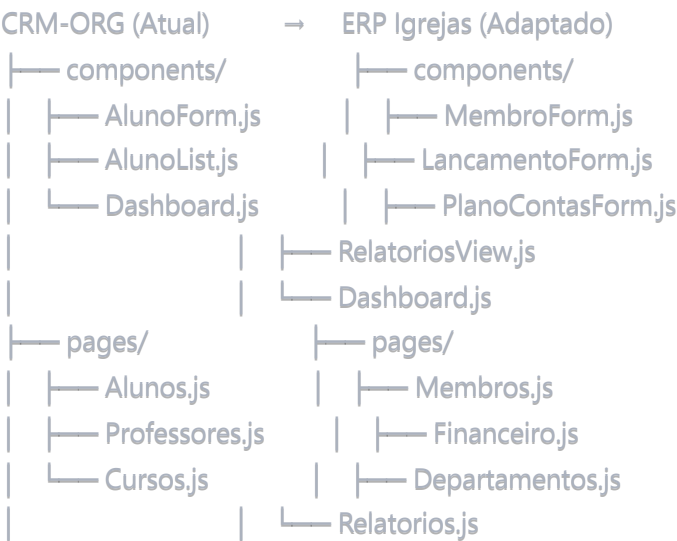 CRM-ORG (Atual) → ERP Igrejas (Adaptado)
├── components/ ├── components/
│ ├── AlunoForm.js │ ├── MembroForm.js
│ ├── AlunoList.js │ ├── LancamentoForm.js
│ └── Dashboard.js │ ├── PlanoContasForm.js
│ │ ├── RelatoriosView.js
│ │ └── Dashboard.js
├── pages/ ├── pages/
│ ├── Alunos.js │ ├── Membros.js
│ ├── Professores.js │ ├── Financeiro.js
│ └── Cursos.js │ ├── Departamentos.js
│ │ └── Relatorios.js